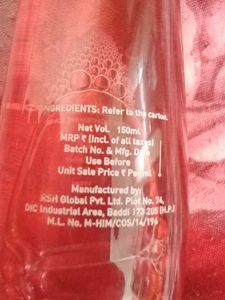 INGREDIENTS: Refer to the carton.
Net Vol. 150ml
MRP ₹ (Incl. of all taxes)
Batch No. & Mfg. Date
Use Before
Unit Sale Price ₹ Per ml
Manufactured by:
RSH Global Pvt. Ltd. Plot No. 74,
DIC Industrial Area, Baddi 173 205 (H.P.)
M.L. No. M-HIM/COS/14/196